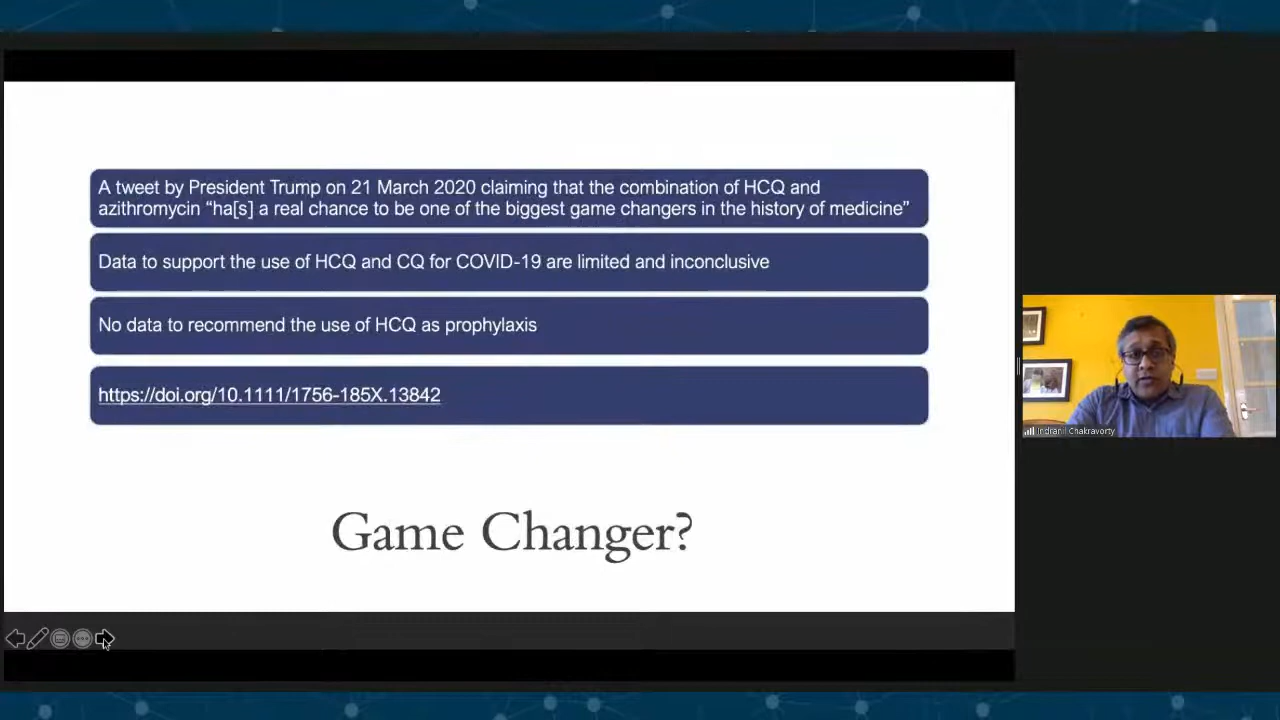 A tweet by President Trump on 21 March 2020 claiming that the combination of HCQ and
azithromycin “ha[s] a real chance to be one of the biggest game changers in the history of medicine”
Data to support the use of HCQ and CQ for COVID-19 are limited and inconclusive
No data to recommend the use of HCQ as prophylaxis
https://doi.org/10.1111/1756-185X.13842
Game Changer?
Indranil Chakravorty